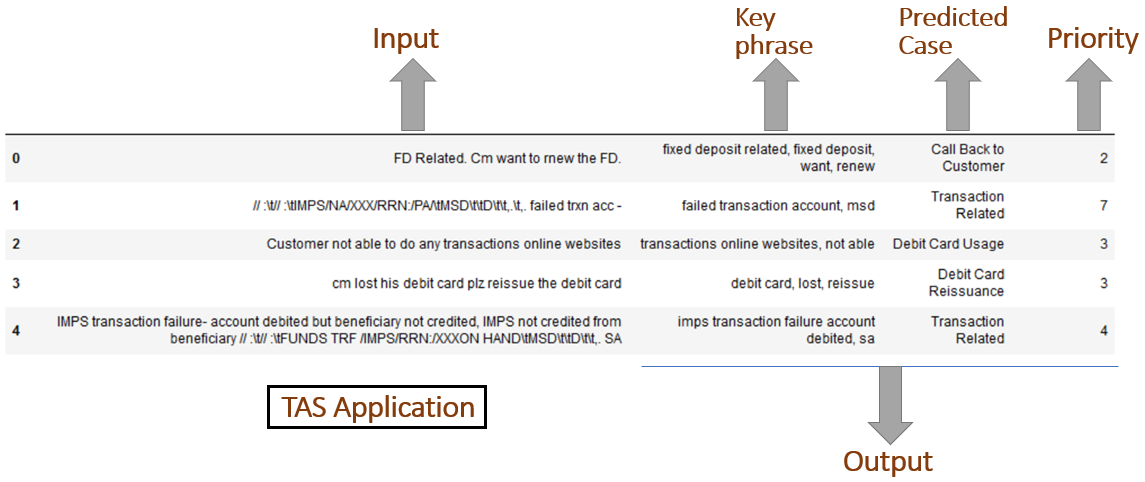 Input
Key
phrase
Predicted
Case
Priority
0
FD Related. Cm want to rnew the FD.
fixed deposit related, fixed deposit,
want, renew
Call Back to
Customer
2
1
// :\t// :\tIMPS/NA/XXX/RRN:/PA/\tMSD\t\tD\t\t,.\t,. failed trxn acc -
failed transaction account, msd
Transaction
Related
7
2
Customer not able to do any transactions online websites
transactions online websites, not able
Debit Card Usage
3
3
cm lost his debit card plz reissue the debit card
debit card, lost, reissue
Debit Card
Reissuance
3
4
IMPS transaction failure- account debited but beneficiary not credited, IMPS not credited from
beneficiary // :\t// :\tFUNDS TRF /IMPS/RRN:/XXXON HAND\tMSD\t\tD\t\t,. SA
imps transaction failure account
debited, sa
Transaction
Related
4
TAS Application
Output